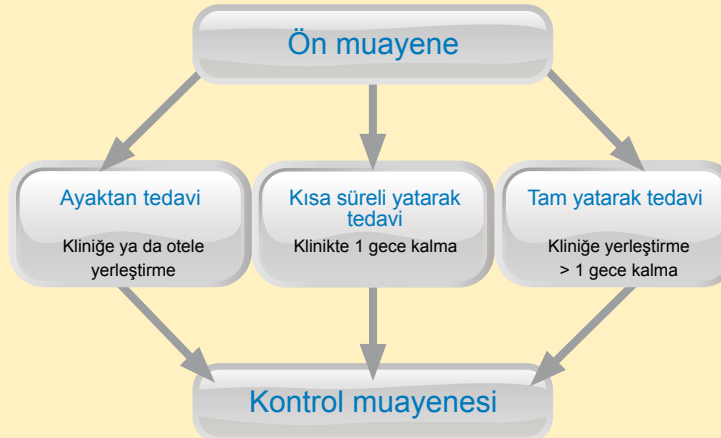 Ön muayene
Ayaktan tedavi
Kliniğe ya da otele
yerleştirme
Kısa süreli yatarak
tedavi
Klinikte 1 gece kalma
Tam yatarak tedavi
Kliniğe yerleştirme
> 1 gece kalma
Kontrol muayenesi